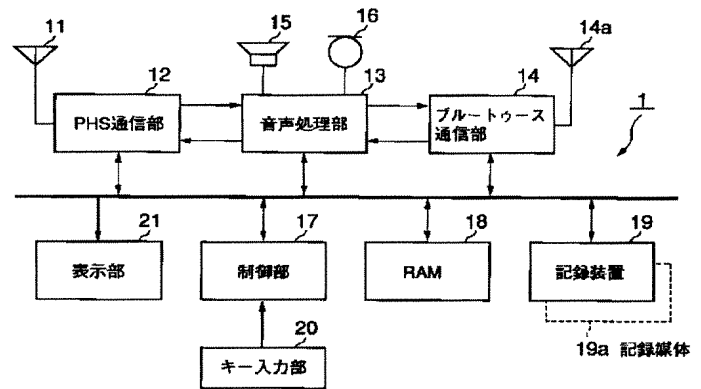 11
15
16
14a
12
13
14
1
PHS通信部
音声処理部
ブルートゥース
通信部
21
17
18
19
表示部
制御部
RAM
記録装置
20
キー入力部
19a 記録媒体